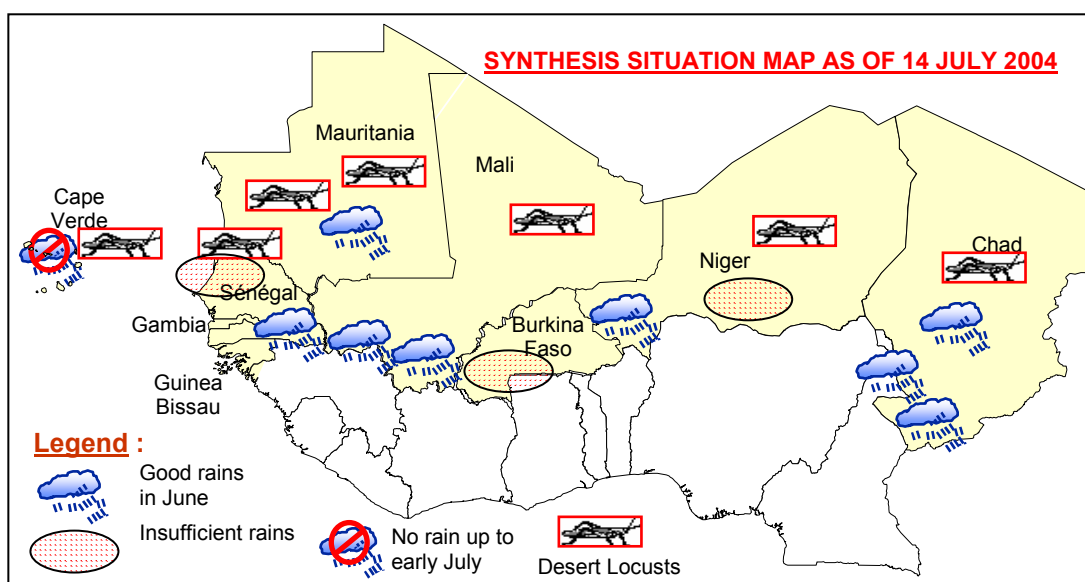 SYNTHESIS SITUATION MAP AS OF 14 JULY 2004
Mauritania
Mali
Cape
Verde
Niger
Chad
Sénégal
Gambia
Burkina
Faso
Guinea
Bissau
Legend :
Good rains
in June
Insufficient rains
No rain up to
early July
Desert Locusts